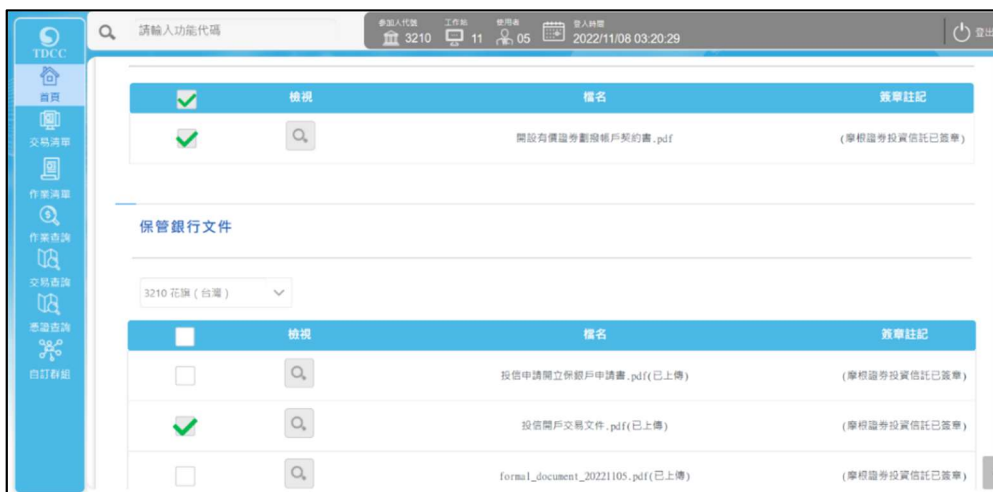 TDCC
請輸入功能代碼
參加人代號 3210
工作站 11
使用者 05
登入時間 2022/11/08 03:20:29
登出
首頁
交易清單
作業清單
作業查詢
交易查詢
憑證查詢
自訂群組
檢視 檔名 簽章註記
開設有價證券劃撥帳戶契約書.pdf (摩根證券投資信託已簽章)
保管銀行文件
3210 花旗(台灣)
檢視 檔名 簽章註記
投信申請開立保銀戶申請書.pdf(已上傳) (摩根證券投資信託已簽章)
投信開戶交易文件.pdf(已上傳) (摩根證券投資信託已簽章)
formal_document_20221105.pdf(已上傳) (摩根證券投資信託已簽章)